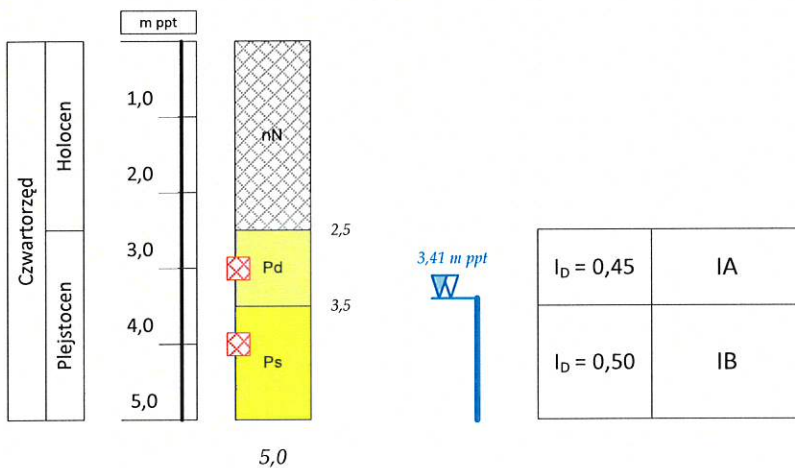 m ppt
Czwartorzęd
Holocen
Plejstocen
1,0
2,0
3,0
4,0
5,0
nN
Pd
Ps
2,5
3,5
5,0
3,41 m ppt
I_D = 0,45
IA
I_D = 0,50
IB